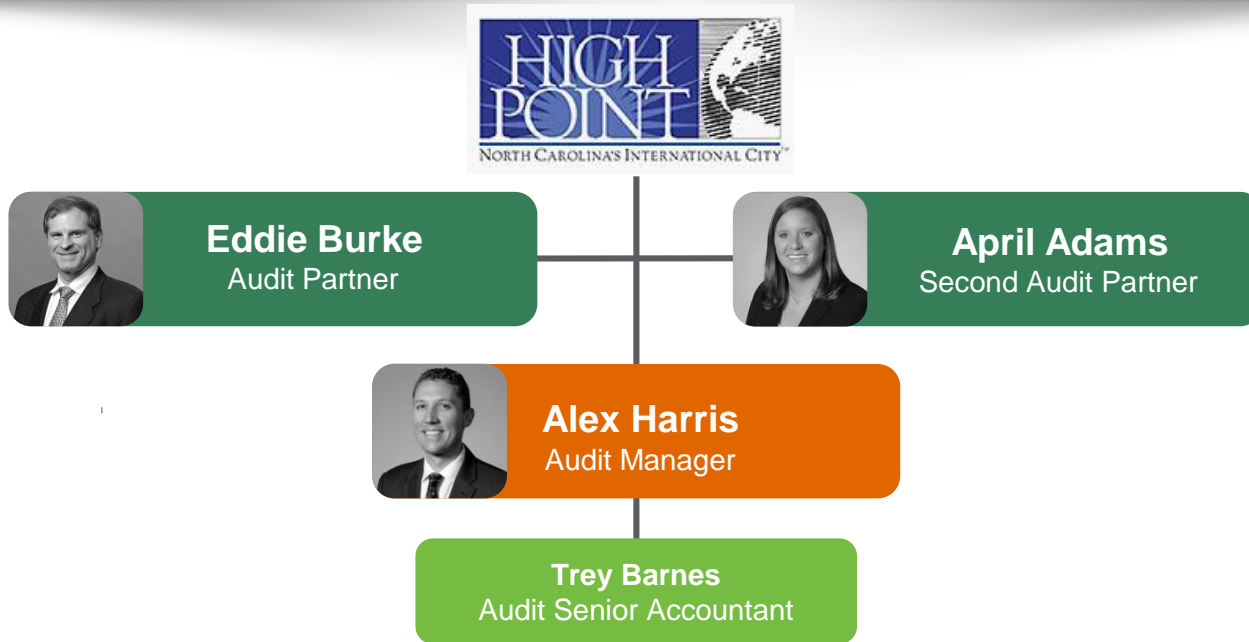 HIGH
POINT
NORTH CAROLINA'S INTERNATIONAL CITY™
Eddie Burke
Audit Partner
April Adams
Second Audit Partner
Alex Harris
Audit Manager
Trey Barnes
Audit Senior Accountant